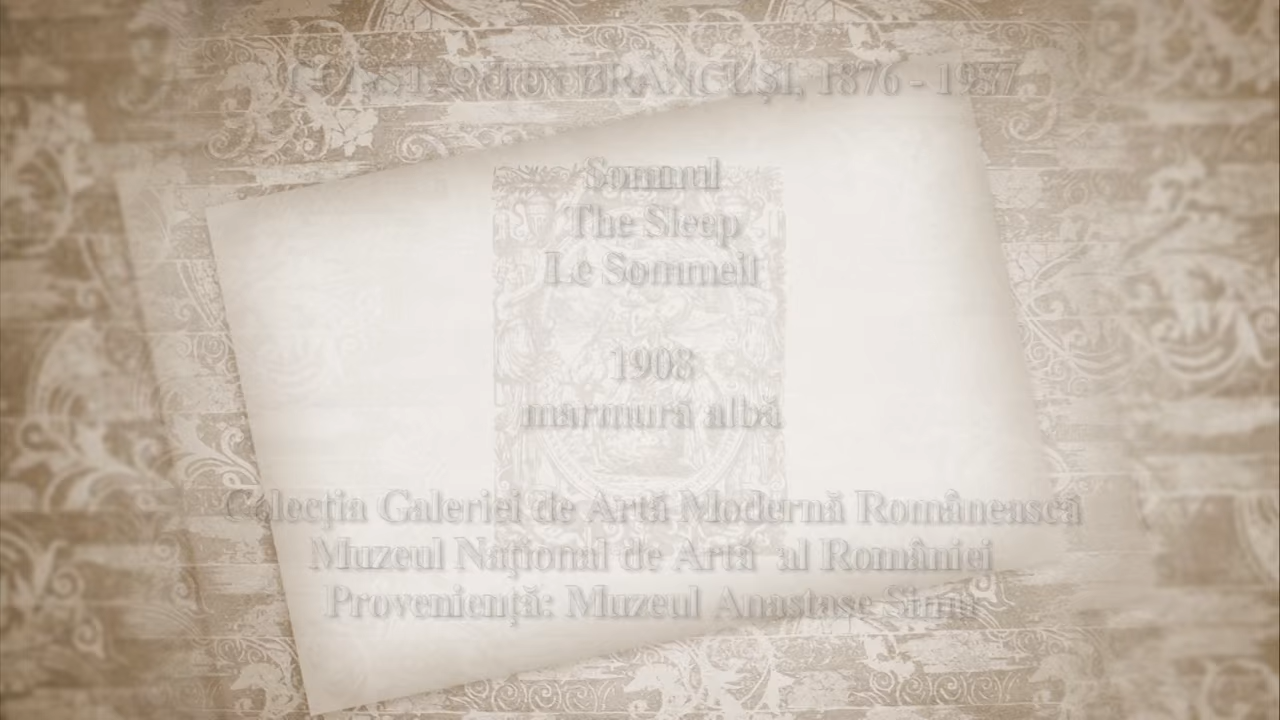 CONSTANTIN BRÂNCUȘI, 1876 - 1957
Somnul
The Sleep
Le Sommeil
1908
marmură albă
Colecția Galeriei de Artă Modernă Românească
Muzeul Național de Artă al României
Proveniență: Muzeul Anastase Simu